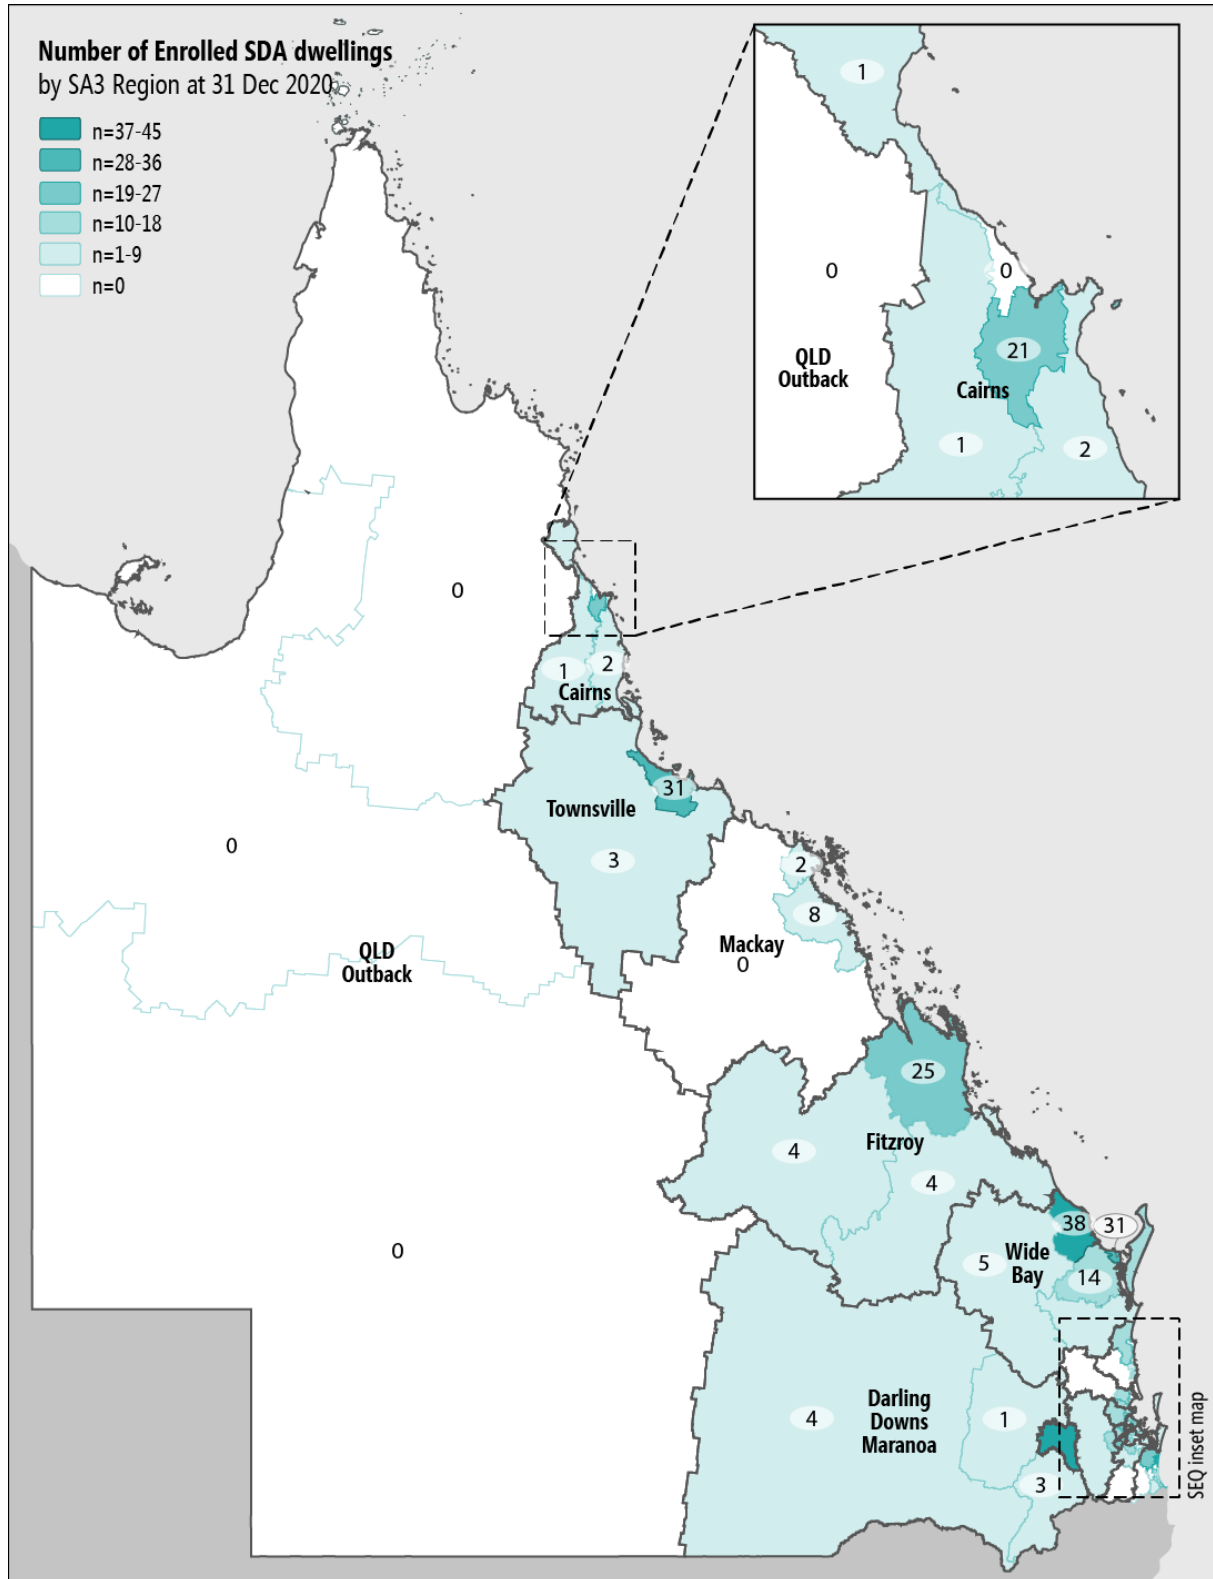 Number of Enrolled SDA dwellings
by SA3 Region at 31 Dec 2020
n=37-45
n=28-36
n=19-27
n=10-18
n=1-9
n=0
1
0
0
21
QLD
Outback
Cairns
1
2
0
1
2
Cairns
31
Townsville
3
0
2
8
Mackay
0
QLD
Outback
25
Fitzroy
4
4
38
31
Wide
Bay
5
14
0
Darling
Downs
Maranoa
4
1
3
SEQ inset map